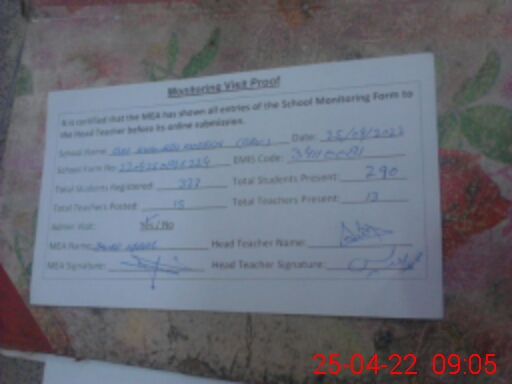 Monitoring Visit Proof
It is certified that the MEA has shown all entries of the School Monitoring Form to
the Head Teacher before its online submission.
School Name: Date:
School Form No: EMIS Code:
Total Students Registered: 327 Total Students Present: 290
Total Teachers Posted: 15 Total Teachers Present: 13
Admin Visit: Yes / No
MEA Name: Head Teacher Name:
MEA Signature: Head Teacher Signature:
25-04-22 09:05